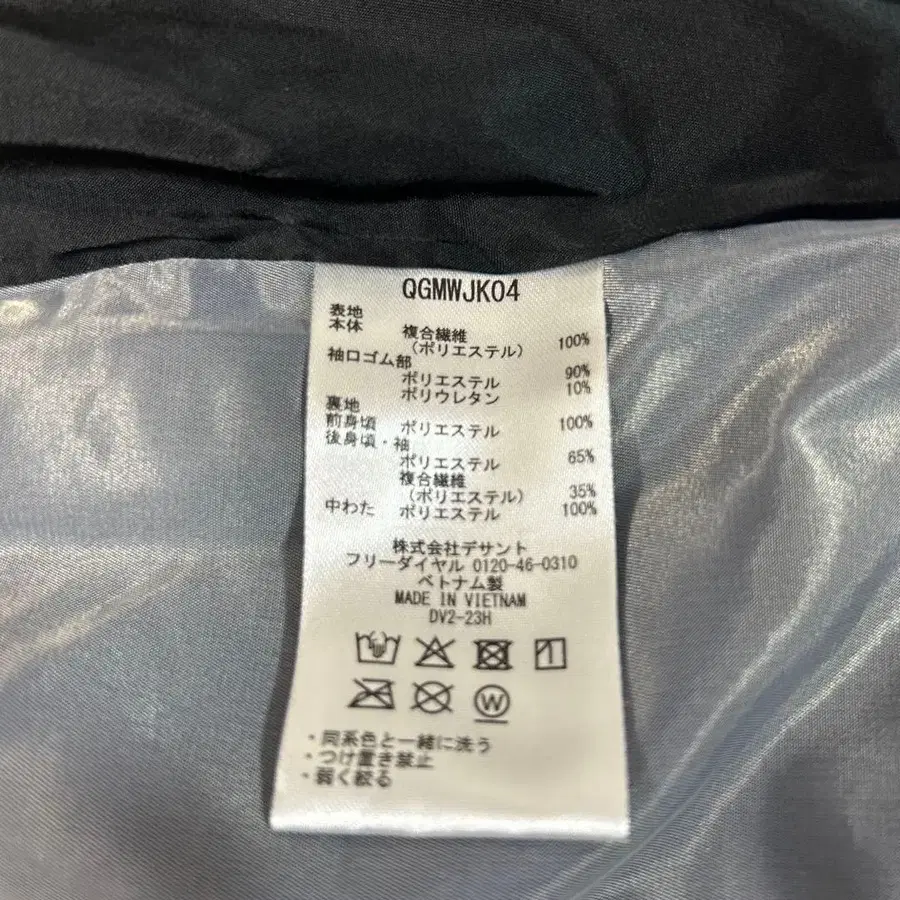 QGMWJK04
表地
本体 複合繊維
(ポリエステル) 100%
袖口ゴム部
ポリエステル 90%
ポリウレタン 10%
裏地
前身頃 ポリエステル 100%
後身頃・袖
ポリエステル 65%
複合繊維
(ポリエステル) 35%
中わた ポリエステル 100%
株式会社デサント
フリーダイヤル 0120-46-0310
ベトナム製
MADE IN VIETNAM
DV2-23H
W
・同系色と一緒に洗う
・つけ置き禁止
・弱く絞る